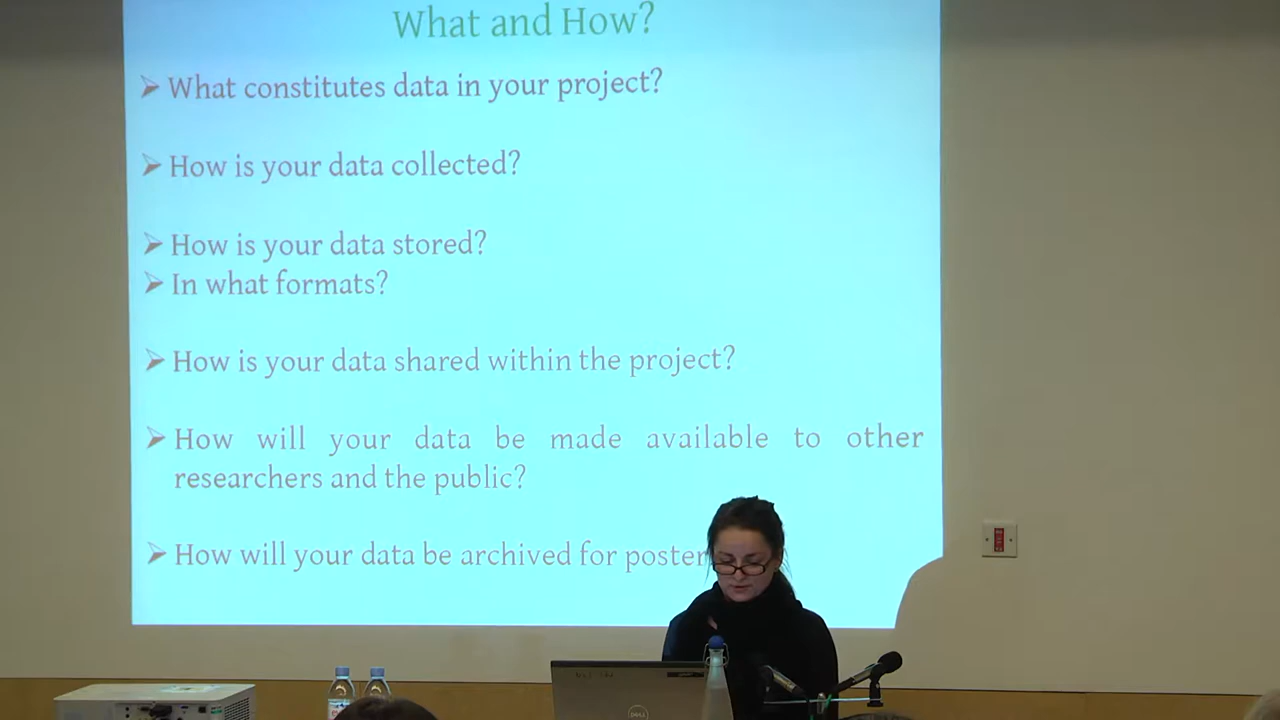 What and How?
What constitutes data in your project?
How is your data collected?
How is your data stored?
In what formats?
How is your data shared within the project?
How will your data be made available to other
researchers and the public?
How will your data be archived for poster
DELL